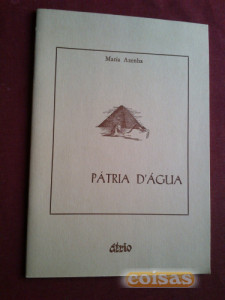 Maria Azenha
PÁTRIA D'ÁGUA
átrio
coisas